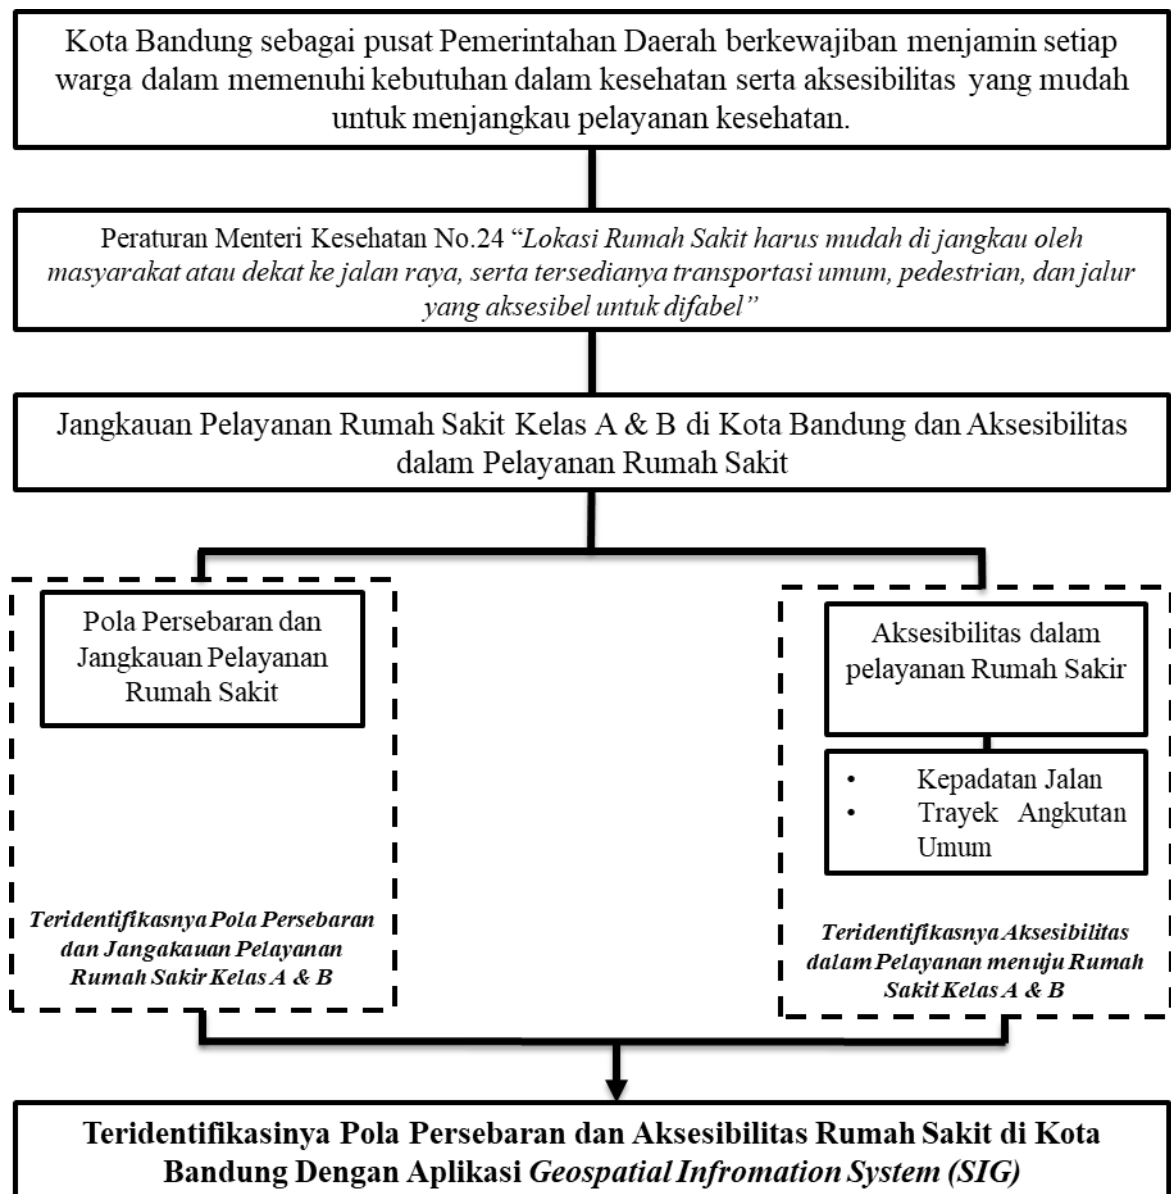 Kota Bandung sebagai pusat Pemerintahan Daerah berkewajiban menjamin setiap
warga dalam memenuhi kebutuhan dalam kesehatan serta aksesibilitas yang mudah
untuk menjangkau pelayanan kesehatan.
Peraturan Menteri Kesehatan No.24 “Lokasi Rumah Sakit harus mudah di jangkau oleh
masyarakat atau dekat ke jalan raya, serta tersedianya transportasi umum, pedestrian, dan jalur
yang aksesibel untuk difabel”
Jangkauan Pelayanan Rumah Sakit Kelas A & B di Kota Bandung dan Aksesibilitas
dalam Pelayanan Rumah Sakit
Pola Persebaran dan
Jangkauan Pelayanan
Rumah Sakit
Teridentifikasnya Pola Persebaran
dan Jangakauan Pelayanan
Rumah Sakir Kelas A & B
Aksesibilitas dalam
pelayanan Rumah Sakir
• Kepadatan Jalan
• Trayek Angkutan
Umum
Teridentifikasnya Aksesibilitas
dalam Pelayanan menuju Rumah
Sakit Kelas A & B
Teridentifikasinya Pola Persebaran dan Aksesibilitas Rumah Sakit di Kota
Bandung Dengan Aplikasi Geospatial Infromation System (SIG)